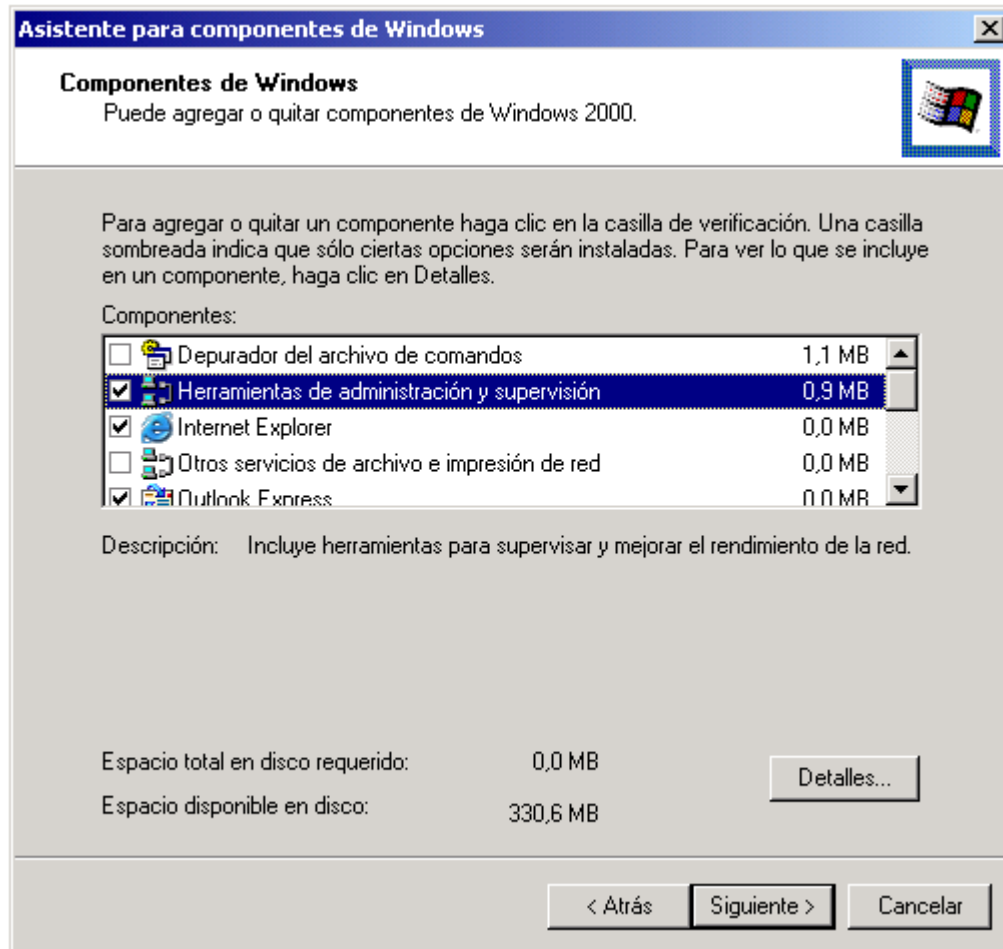 Asistente para componentes de Windows
Componentes de Windows
Puede agregar o quitar componentes de Windows 2000.
Para agregar o quitar un componente haga clic en la casilla de verificación. Una casilla
sombreada indica que sólo ciertas opciones serán instaladas. Para ver lo que se incluye
en un componente, haga clic en Detalles.
Componentes:
Depurador del archivo de comandos 1,1 MB
Herramientas de administración y supervisión 0,9 MB
Internet Explorer 0,0 MB
Otros servicios de archivo e impresión de red 0,0 MB
Outlook Express 0,0 MB
Descripción: Incluye herramientas para supervisar y mejorar el rendimiento de la red.
Espacio total en disco requerido: 0,0 MB
Detalles...
Espacio disponible en disco: 330,6 MB
< Atrás Siguiente > Cancelar